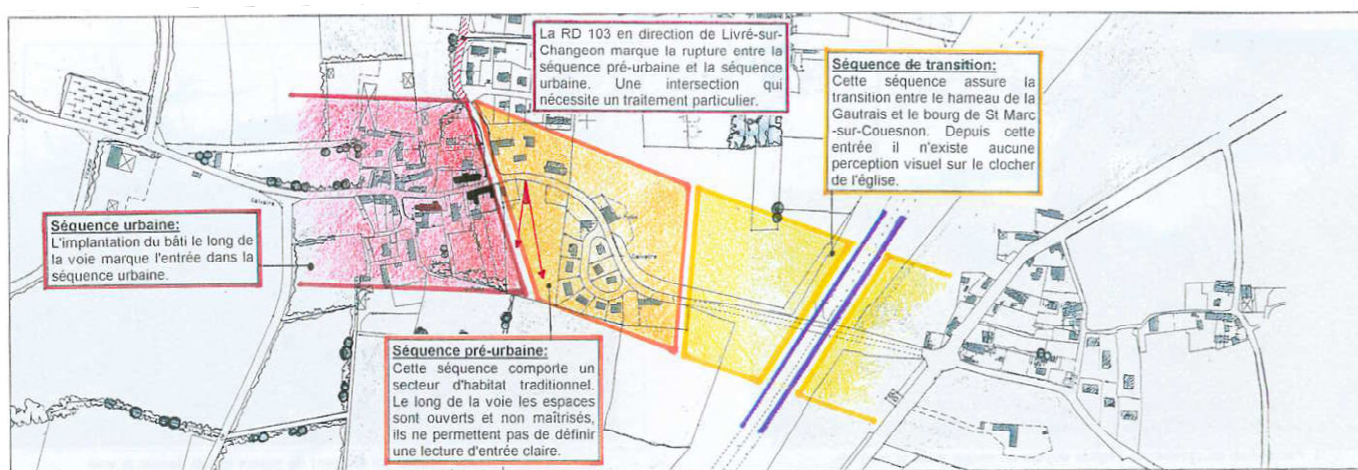 La RD 103 en direction de Livré-sur-
Changeon marque la rupture entre la
séquence pré-urbaine et la séquence
urbaine. Une intersection qui
nécessite un traitement particulier.
Séquence de transition:
Cette séquence assure la
transition entre le hameau de la
Gautrais et le bourg de St Marc
-sur-Couesnon. Depuis cette
entrée il n'existe aucune
perception visuel sur le clocher
de l'église.
Calvaire
Séquence urbaine:
L'implantation du bâti le long de
la voie marque l'entrée dans la
séquence urbaine.
Calvaire
Séquence pré-urbaine:
Cette séquence comporte un
secteur d'habitat traditionnel.
Le long de la voie les espaces
sont ouverts et non maîtrisés,
ils ne permettent pas de définir
une lecture d'entrée claire.